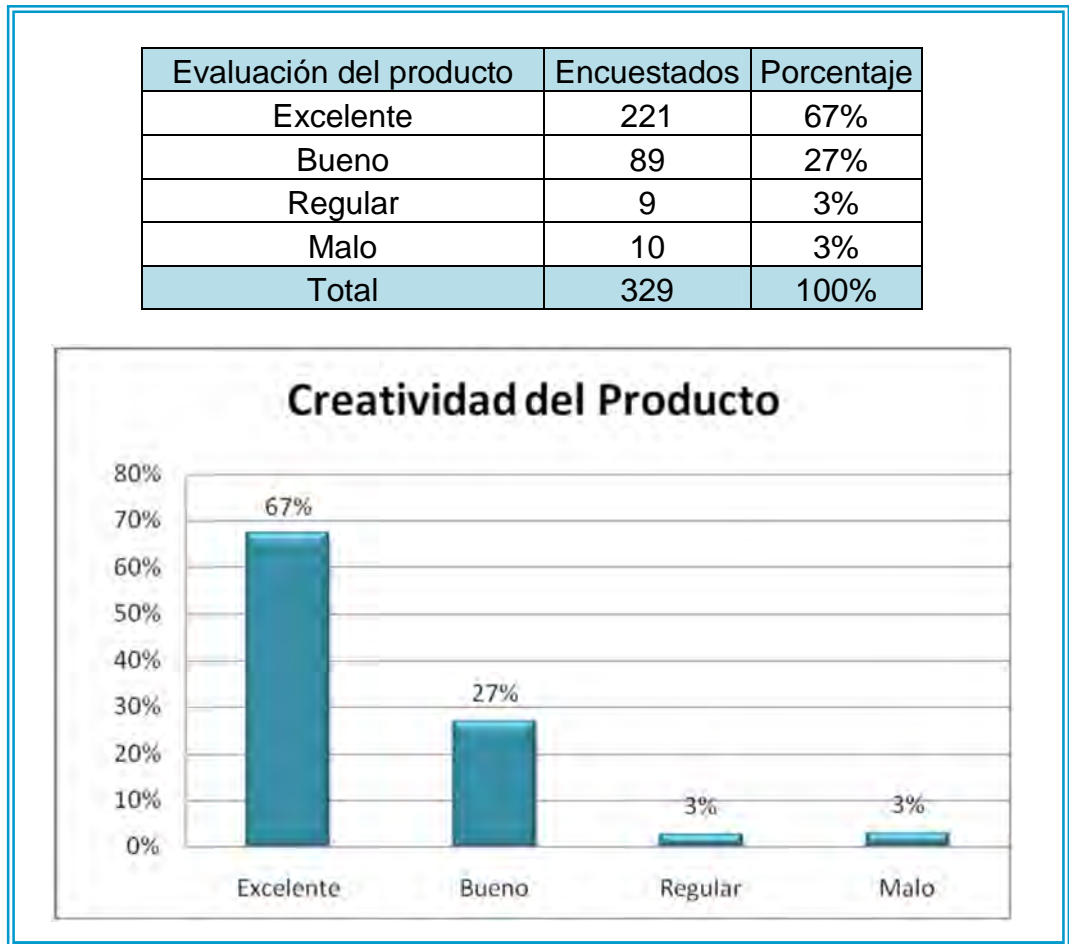 Evaluación del producto Encuestados Porcentaje
Excelente 221 67%
Bueno 89 27%
Regular 9 3%
Malo 10 3%
Total 329 100%
Creatividad del Producto
80%
70%
60%
50%
40%
30%
20%
10%
0%
67%
27%
3%
3%
Excelente Bueno Regular Malo